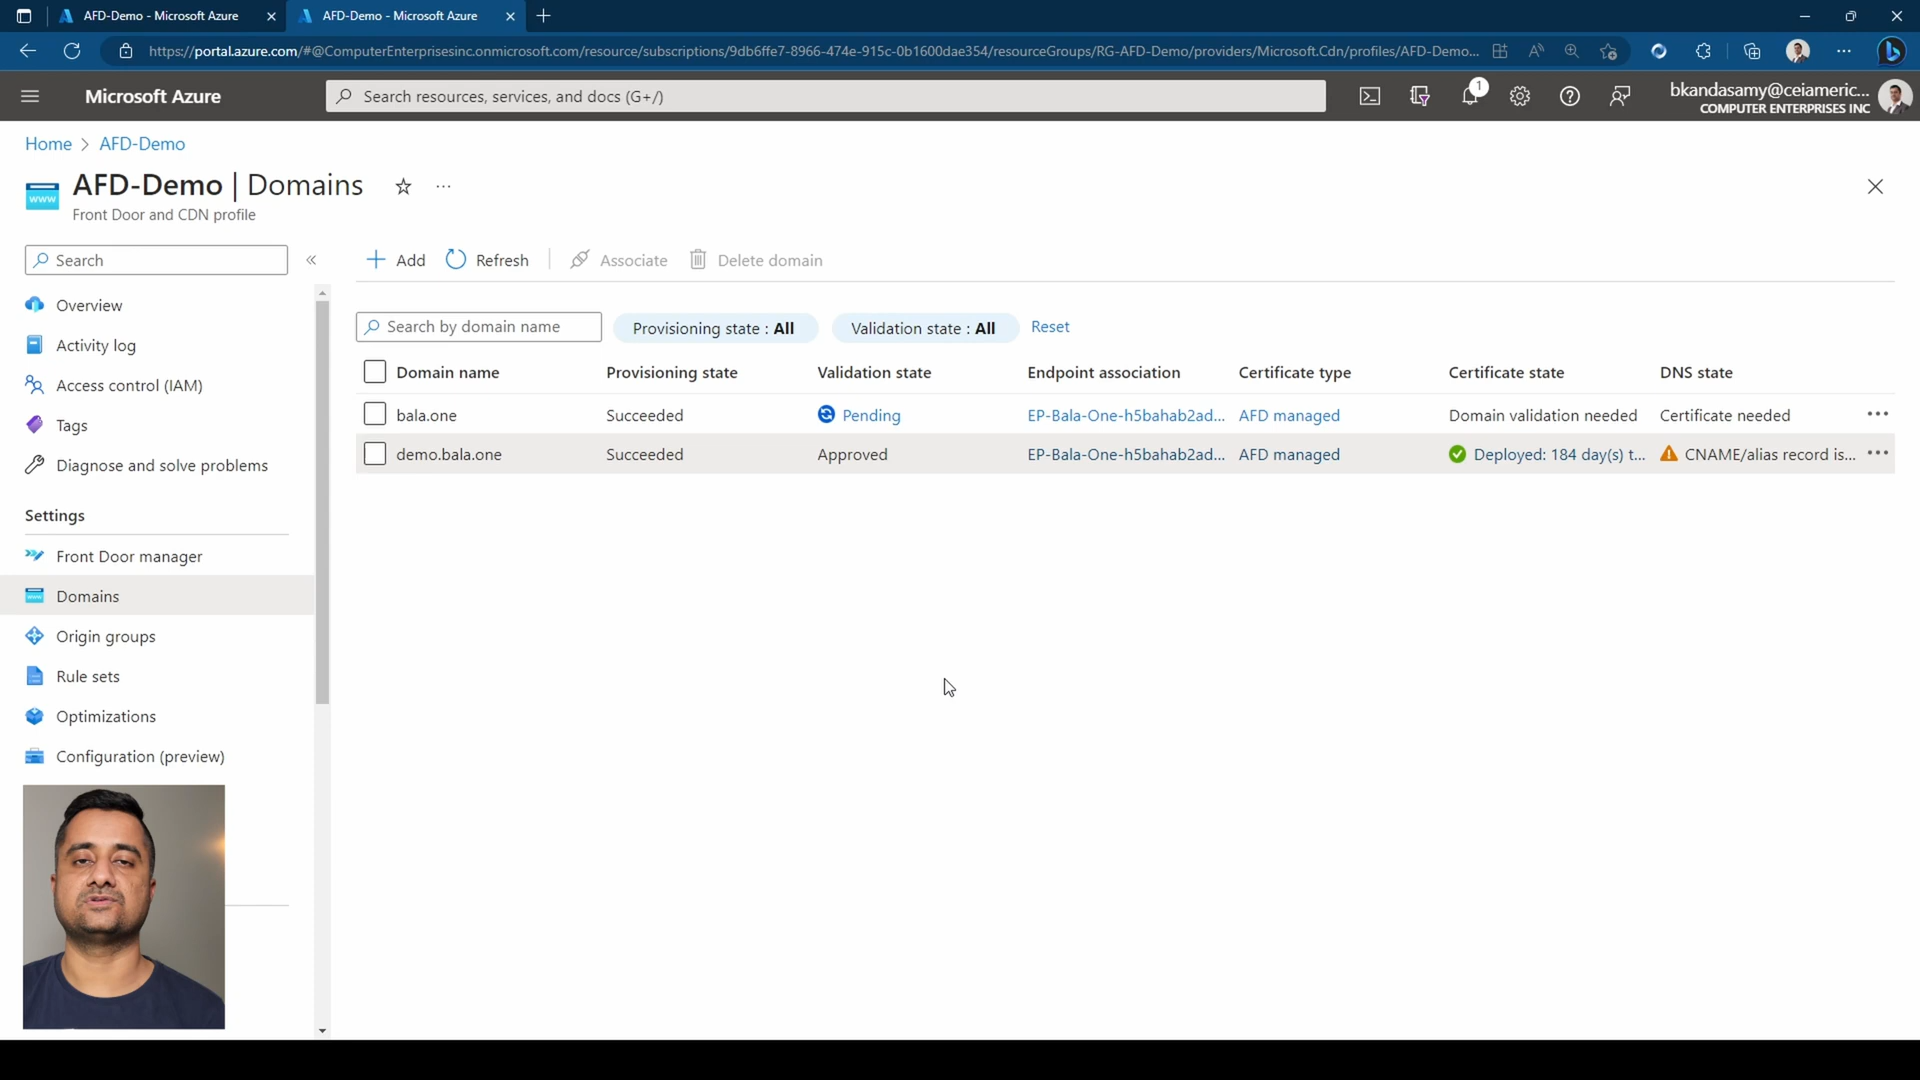 AFD-Demo - Microsoft Azure
AFD-Demo - Microsoft Azure
https://portal.azure.com/#@ComputerEnterprisesinc.onmicrosoft.com/resource/subscriptions/9db6ffe7-8966-474e-915c-0b1600dae354/resourceGroups/RG-AFD-Demo/providers/Microsoft.Cdn/profiles/AFD-Demo...
Microsoft Azure
Search resources, services, and docs (G+/)
1
bkandasamy@ceiameric...
COMPUTER ENTERPRISES INC
Home > AFD-Demo
WWW
AFD-Demo | Domains
Front Door and CDN profile
Search
Overview
Activity log
Access control (IAM)
Tags
Diagnose and solve problems
Settings
Front Door manager
Domains
Origin groups
Rule sets
Optimizations
Configuration (preview)
Add Refresh Associate Delete domain
Search by domain name Provisioning state : All Validation state : All Reset
Domain name Provisioning state Validation state Endpoint association Certificate type Certificate state DNS state
bala.one Succeeded Pending EP-Bala-One-h5bahab2ad... AFD managed Domain validation needed Certificate needed
demo.bala.one Succeeded Approved EP-Bala-One-h5bahab2ad... AFD managed Deployed: 184 day(s) t... CNAME/alias record is...